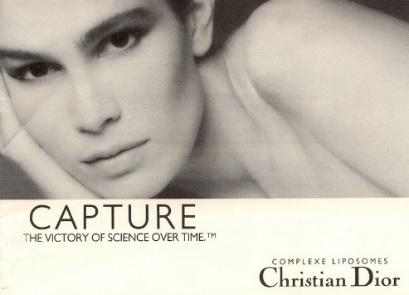 CAPTURE
THE VICTORY OF SCIENCE OVER TIME.™
COMPLEXE LIPOSOMES
Christian Dior